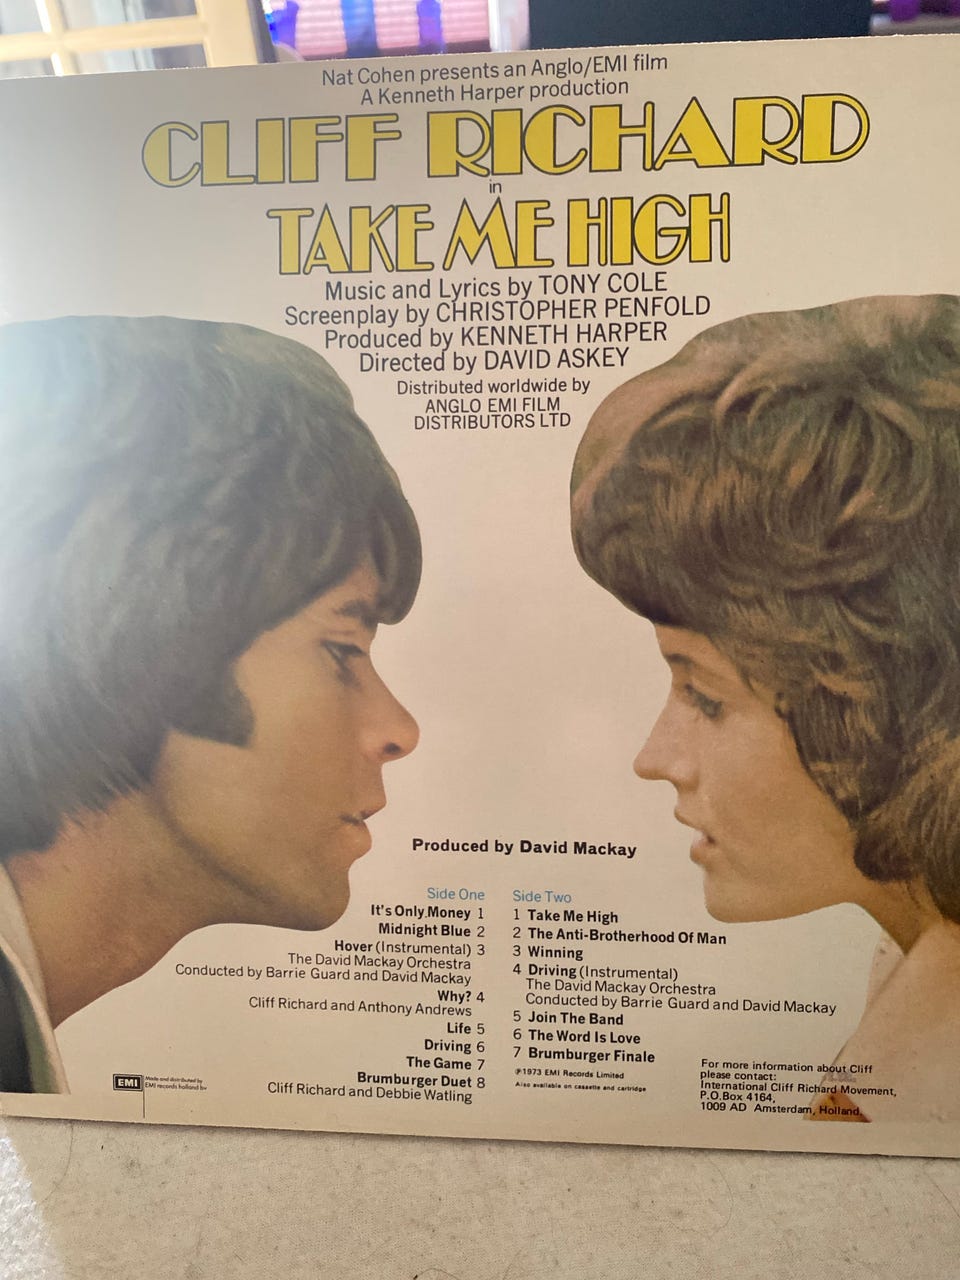 Nat Cohen presents an Anglo/EMI film
A Kenneth Harper production
CLIFF RICHARD
in
TAKE ME HIGH
Music and Lyrics by TONY COLE
Screenplay by CHRISTOPHER PENFOLD
Produced by KENNETH HARPER
Directed by DAVID ASKEY
Distributed worldwide by
ANGLO EMI FILM
DISTRIBUTORS LTD
Produced by David Mackay
Side One
It's Only Money 1
Midnight Blue 2
Hover (Instrumental) 3
The David Mackay Orchestra
Conducted by Barrie Guard and David Mackay
Why? 4
Cliff Richard and Anthony Andrews
Life 5
Driving 6
The Game 7
Brumburger Duet 8
Cliff Richard and Debbie Watling
Side Two
1 Take Me High
2 The Anti-Brotherhood Of Man
3 Winning
4 Driving (Instrumental)
The David Mackay Orchestra
Conducted by Barrie Guard and David Mackay
5 Join The Band
6 The Word Is Love
7 Brumburger Finale
℗1973 EMI Records Limited
Also available on cassette and cartridge
EMI
Made and distributed by
EMI records holland bv
For more information about Cliff
please contact:
International Cliff Richard Movement,
P.O.Box 4164,
1009 AD Amsterdam, Holland.